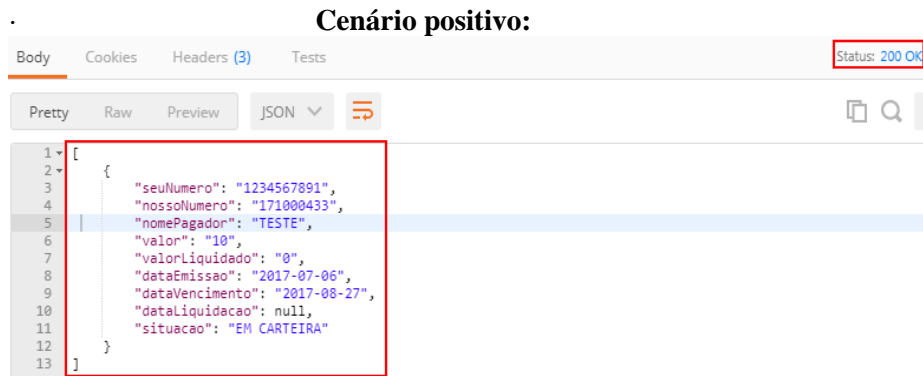 .
Cenário positivo:
Body Cookies Headers (3) Tests Status: 200 OK
Pretty Raw Preview JSON
1 [
2 {
3 "seuNumero": "1234567891",
4 "nossoNumero": "171000433",
5 "nomePagador": "TESTE",
6 "valor": "10",
7 "valorLiquidado": "0",
8 "dataEmissao": "2017-07-06",
9 "dataVencimento": "2017-08-27",
10 "dataLiquidacao": null,
11 "situacao": "EM CARTEIRA"
12 }
13 ]